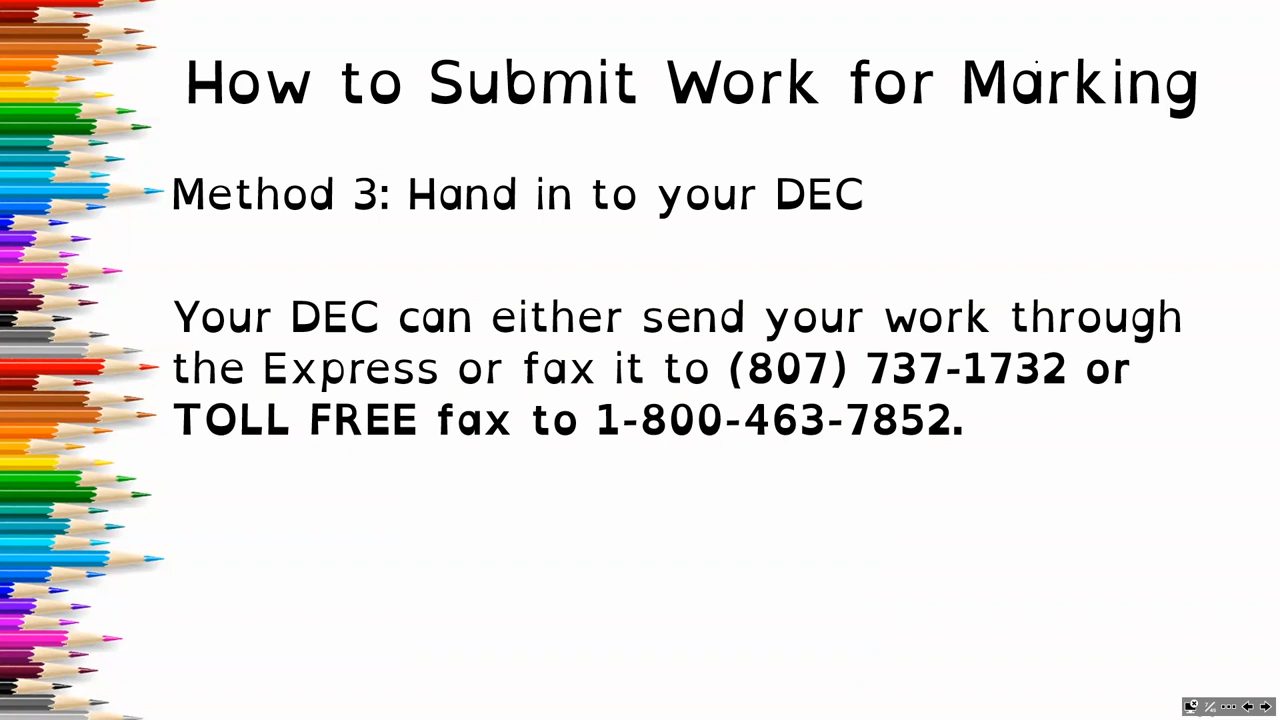 How to Submit Work for Marking
Method 3: Hand in to your DEC
Your DEC can either send your work through
the Express or fax it to (807) 737-1732 or
TOLL FREE fax to 1-800-463-7852.